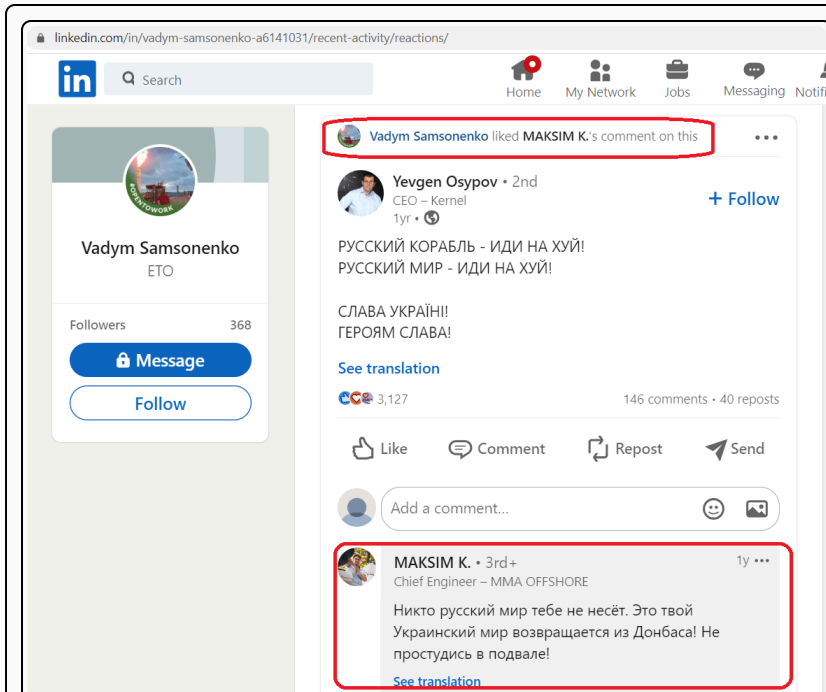 linkedin.com/in/vadym-samsonenko-a6141031/recent-activity/reactions/
in
Search
Home
My Network
Jobs
Messaging
Notifi
Vadym Samsonenko liked MAKSIM K.'s comment on this
Yevgen Osypov • 2nd
CEO – Kernel
1yr •
+ Follow
#OPENTOWORK
Vadym Samsonenko
ETO
Followers 368
Message
Follow
РУССКИЙ КОРАБЛЬ - ИДИ НА ХУЙ!
РУССКИЙ МИР - ИДИ НА ХУЙ!
СЛАВА УКРАЇНІ!
ГЕРОЯМ СЛАВА!
See translation
3,127
146 comments • 40 reposts
Like
Comment
Repost
Send
Add a comment...
MAKSIM K. • 3rd+
1y
Chief Engineer – MMA OFFSHORE
Никто русский мир тебе не несёт. Это твой
Украинский мир возвращается из Донбаса! Не
простудись в подвале!
See translation